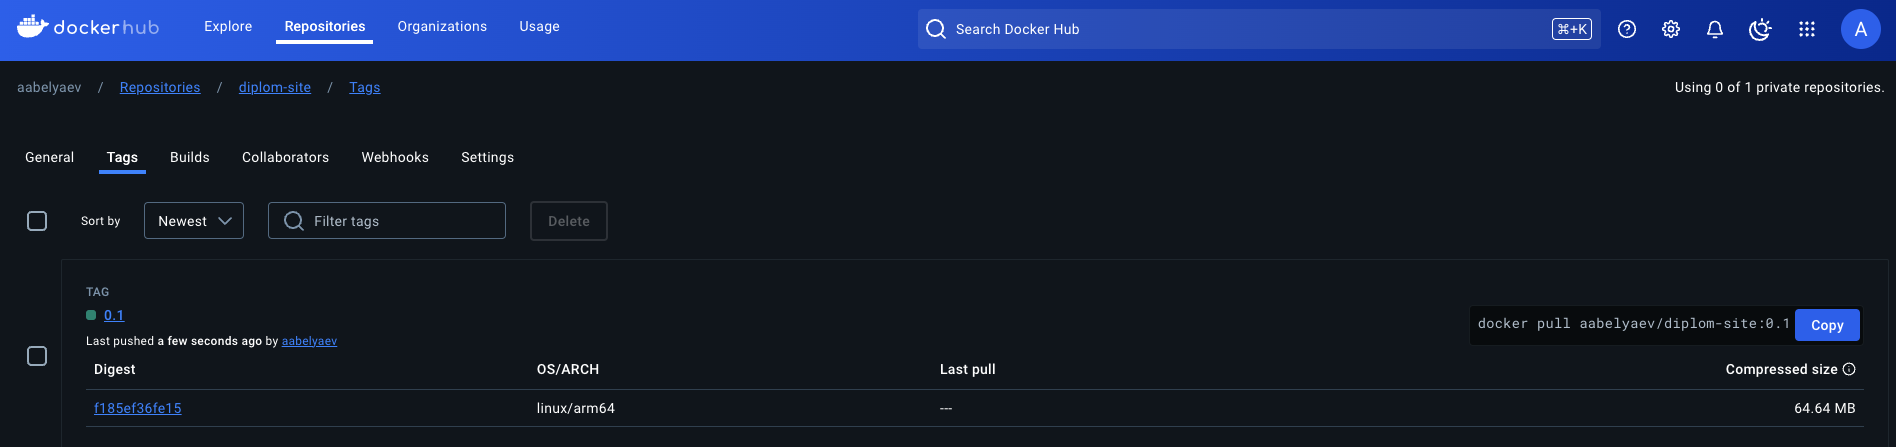 dockerhub Explore Repositories Organizations Usage Search Docker Hub ⌘+K A
aabelyaev / Repositories / diplom-site / Tags Using 0 of 1 private repositories.
General Tags Builds Collaborators Webhooks Settings
Sort by Newest Filter tags Delete
TAG
0.1
docker pull aabelyaev/diplom-site:0.1 Copy
Last pushed a few seconds ago by aabelyaev
Digest OS/ARCH Last pull Compressed size
f185ef36fe15 linux/arm64 --- 64.64 MB